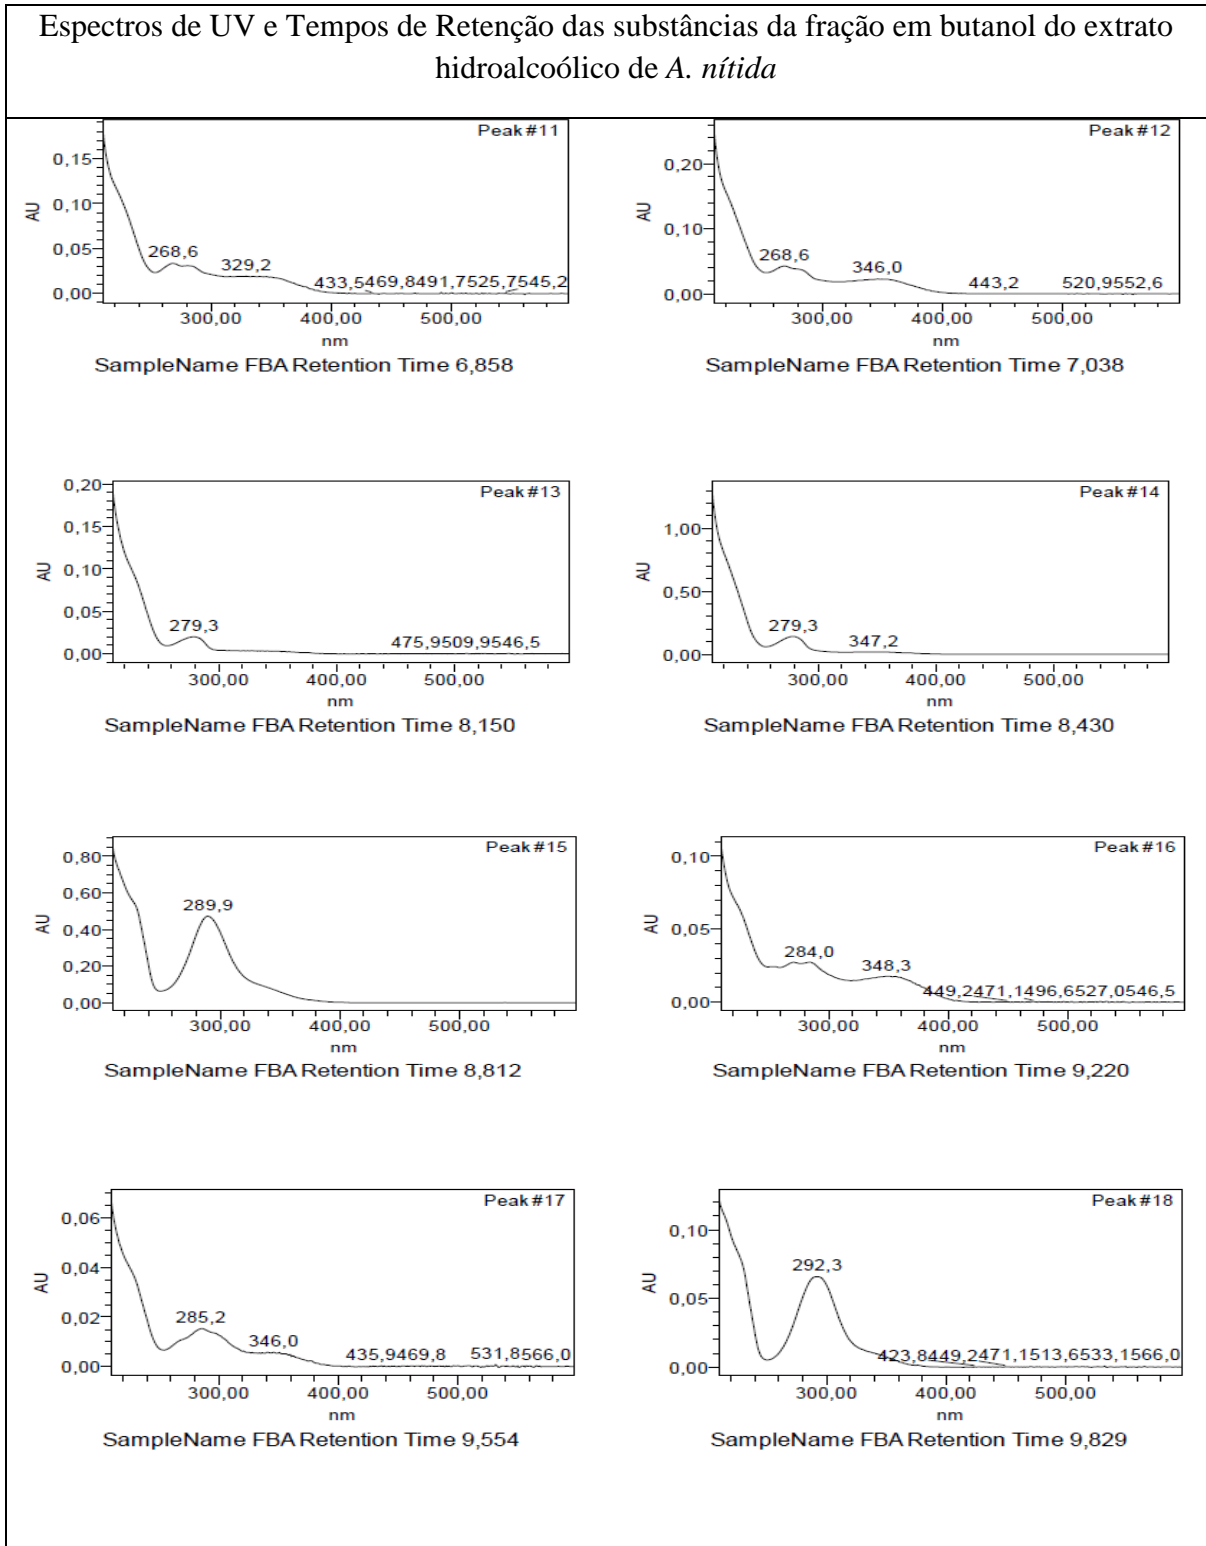 Espectros de UV e Tempos de Retenção das substâncias da fração em butanol do extrato
hidroalcoólico de A. nítida
Peak #11
AU
0,15
0,10
0,05
0,00
268,6
329,2
433,5469,8491,7525,7545,2
300,00 400,00 500,00
nm
SampleName FBA Retention Time 6,858
Peak #12
AU
0,20
0,10
0,00
268,6
346,0
443,2
520,9552,6
300,00 400,00 500,00
nm
SampleName FBA Retention Time 7,038
Peak #13
AU
0,20
0,15
0,10
0,05
0,00
279,3
475,9509,9546,5
300,00 400,00 500,00
nm
SampleName FBA Retention Time 8,150
Peak #14
AU
1,00
0,50
0,00
279,3
347,2
300,00 400,00 500,00
nm
SampleName FBA Retention Time 8,430
Peak #15
AU
0,80
0,60
0,40
0,20
0,00
289,9
300,00 400,00 500,00
nm
SampleName FBA Retention Time 8,812
Peak #16
AU
0,10
0,05
0,00
284,0
348,3
449,2471,1496,6527,0546,5
300,00 400,00 500,00
nm
SampleName FBA Retention Time 9,220
Peak #17
AU
0,06
0,04
0,02
0,00
285,2
346,0
435,9469,8
531,8566,0
300,00 400,00 500,00
nm
SampleName FBA Retention Time 9,554
Peak #18
AU
0,10
0,05
0,00
292,3
423,8449,2471,1513,6533,1566,0
300,00 400,00 500,00
nm
SampleName FBA Retention Time 9,829